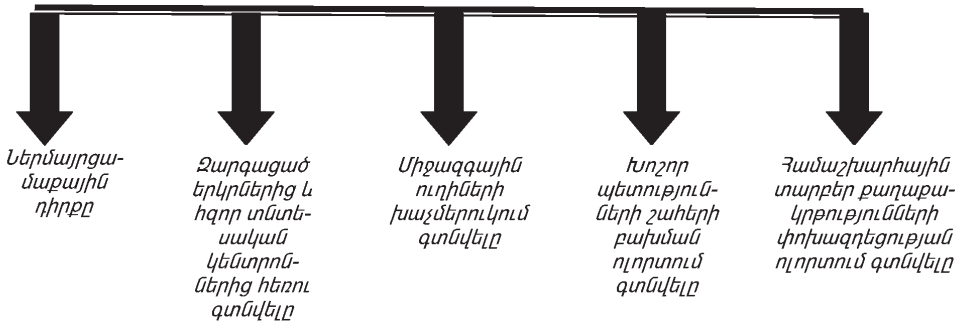 Ներմայրցա-
մաքային
դիրքը
Զարգացած
երկրներից և
հզոր տնտե-
սական
կենտրոն-
ներից հեռու
գտնվելը
Միջազգային
ուղիների
խաչմերուկում
գտնվելը
Խոշոր
պետություն-
ների շահերի
բախման
ոլորտում
գտնվելը
Համաշխարհային
տարբեր քաղաքա-
կրթությունների
փոխազդեցության
ոլորտում գտնվելը